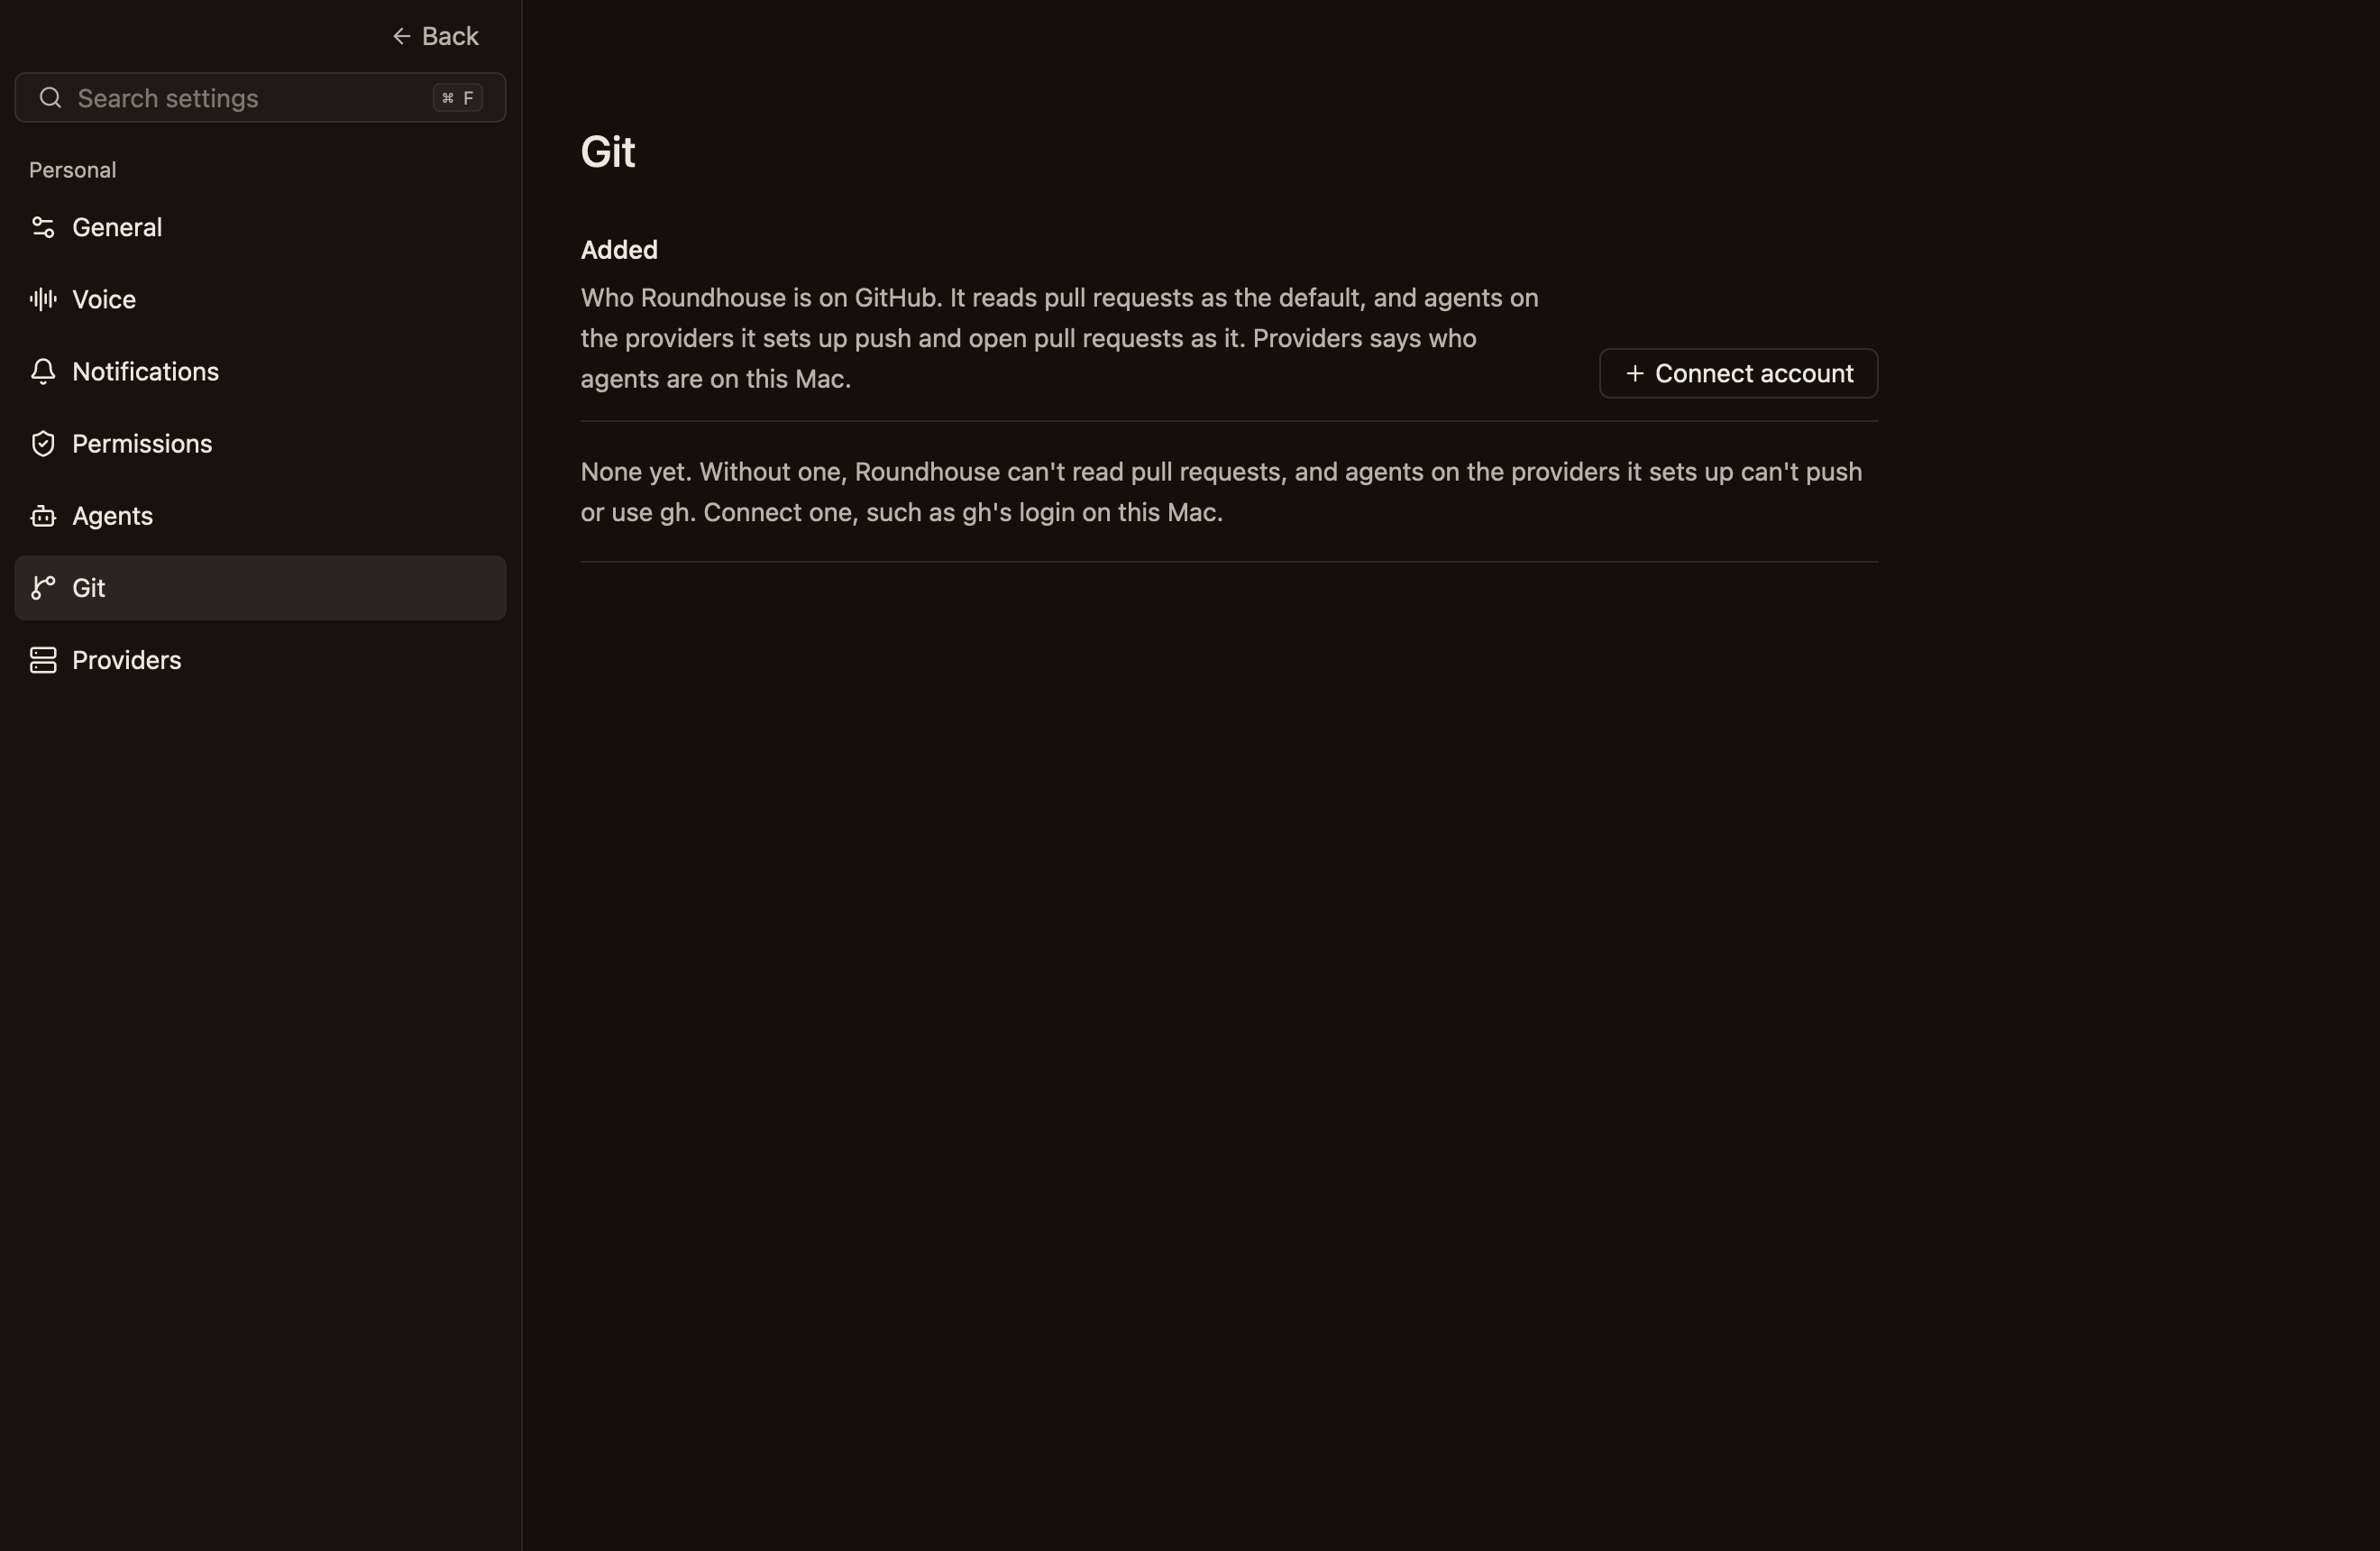 Back
Search settings
⌘ F
Personal
General
Voice
Notifications
Permissions
Agents
Git
Providers
Git
Added
Who Roundhouse is on GitHub. It reads pull requests as the default, and agents on
the providers it sets up push and open pull requests as it. Providers says who
agents are on this Mac.
Connect account
None yet. Without one, Roundhouse can't read pull requests, and agents on the providers it sets up can't push
or use gh. Connect one, such as gh's login on this Mac.